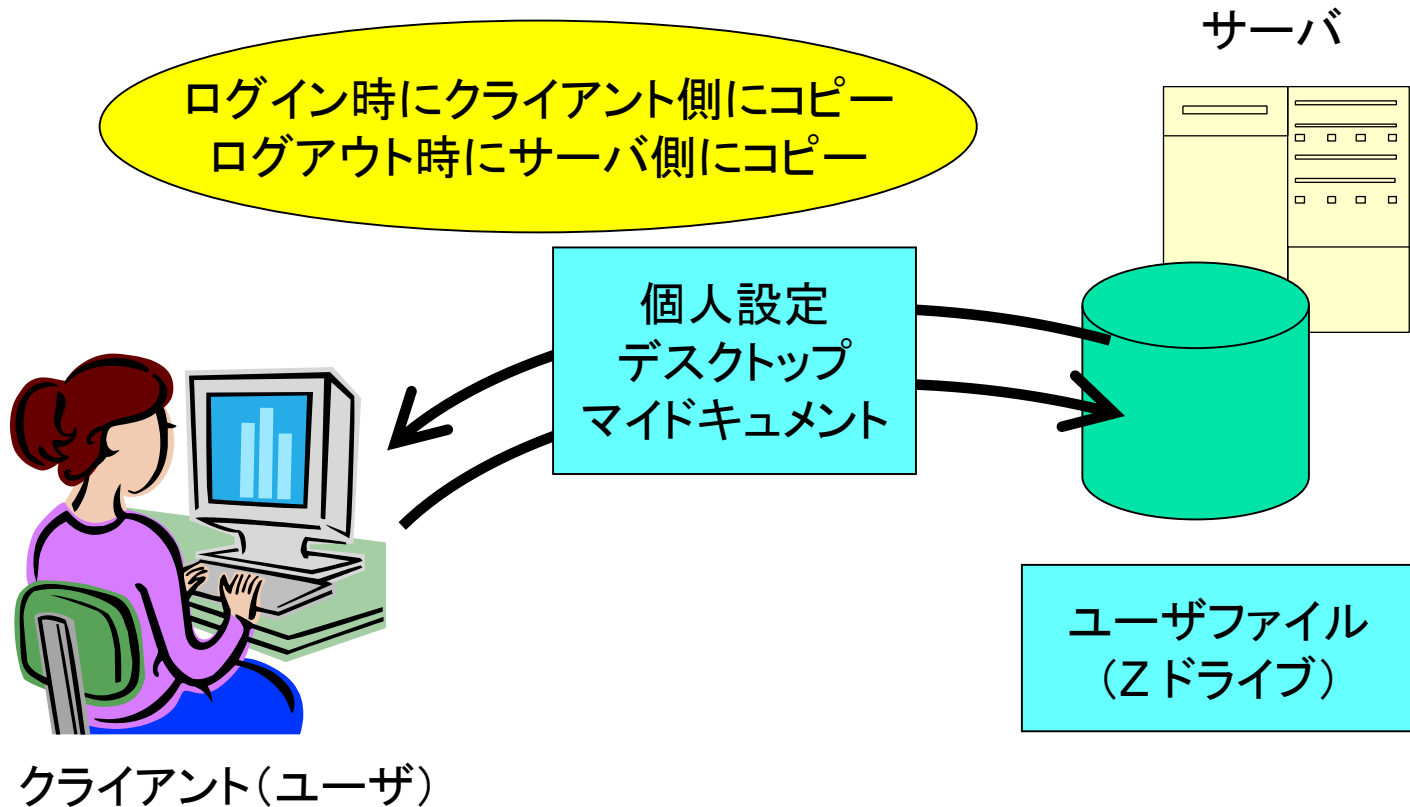 サーバ
ログイン時にクライアント側にコピー
ログアウト時にサーバ側にコピー
個人設定
デスクトップ
マイドキュメント
ユーザファイル
（Z ドライブ）
クライアント（ユーザ）